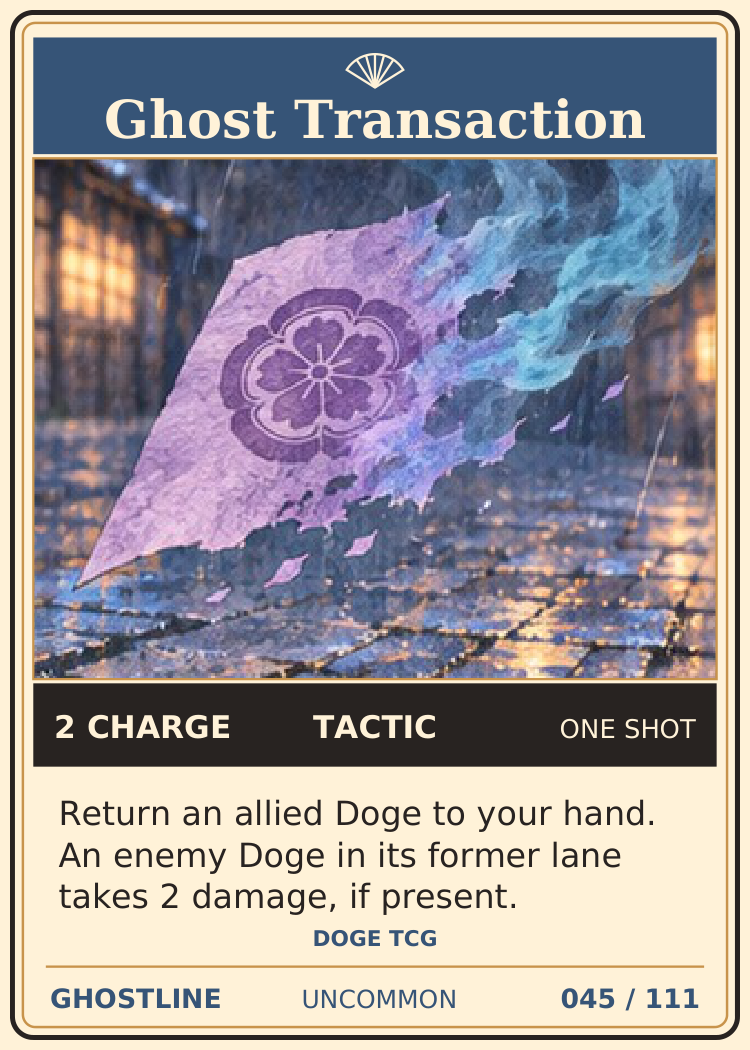 Ghost Transaction
2 CHARGE TACTIC ONE SHOT
Return an allied Doge to your hand.
An enemy Doge in its former lane
takes 2 damage, if present.
DOGE TCG
GHOSTLINE UNCOMMON 045 / 111